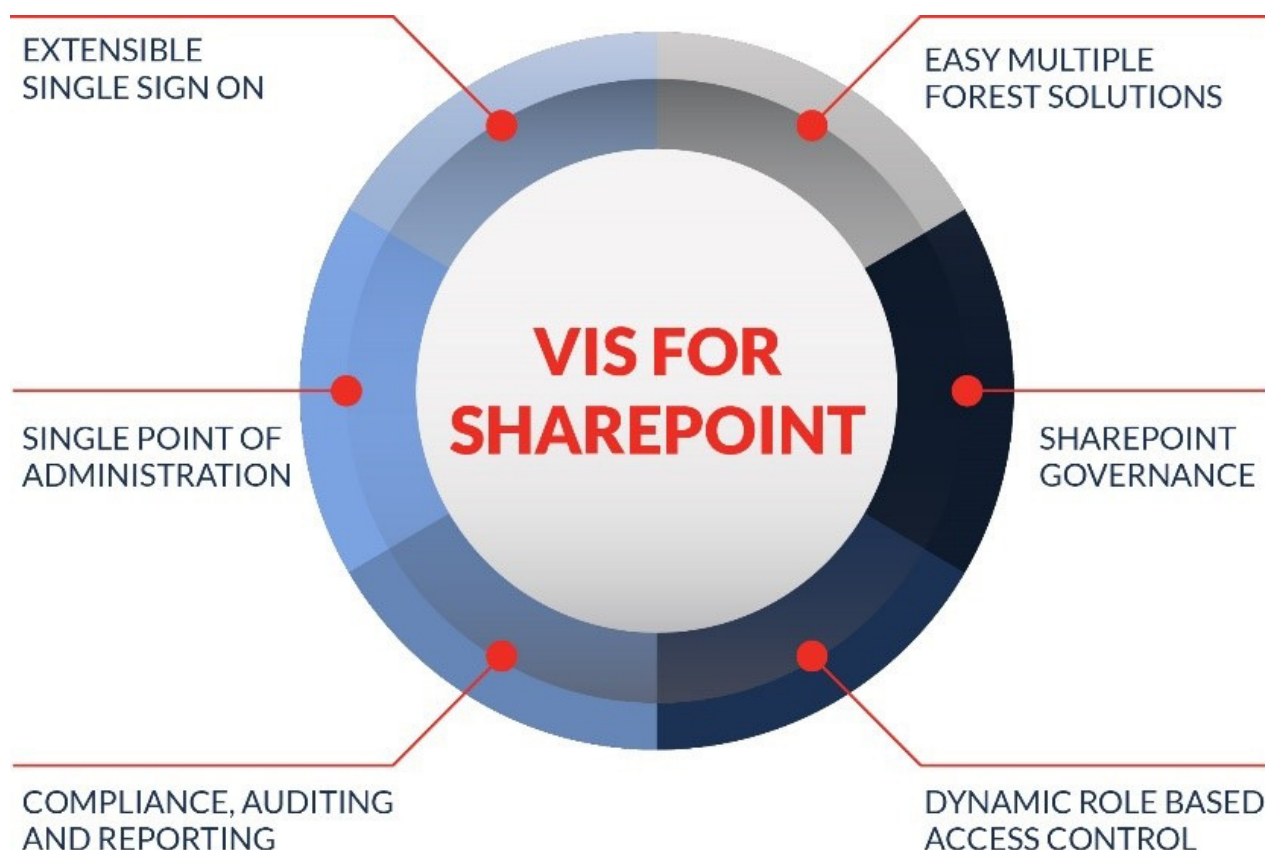 EXTENSIBLE
SINGLE SIGN ON
EASY MULTIPLE
FOREST SOLUTIONS
VIS FOR
SHAREPOINT
SINGLE POINT OF
ADMINISTRATION
SHAREPOINT
GOVERNANCE
COMPLIANCE, AUDITING
AND REPORTING
DYNAMIC ROLE BASED
ACCESS CONTROL